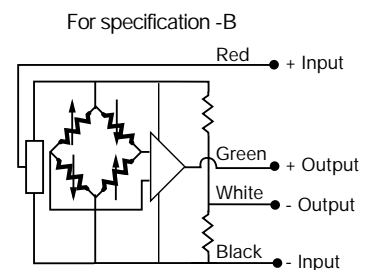 For specification -B
Red
+ Input
Green
+ Output
White
- Output
Black
- Input